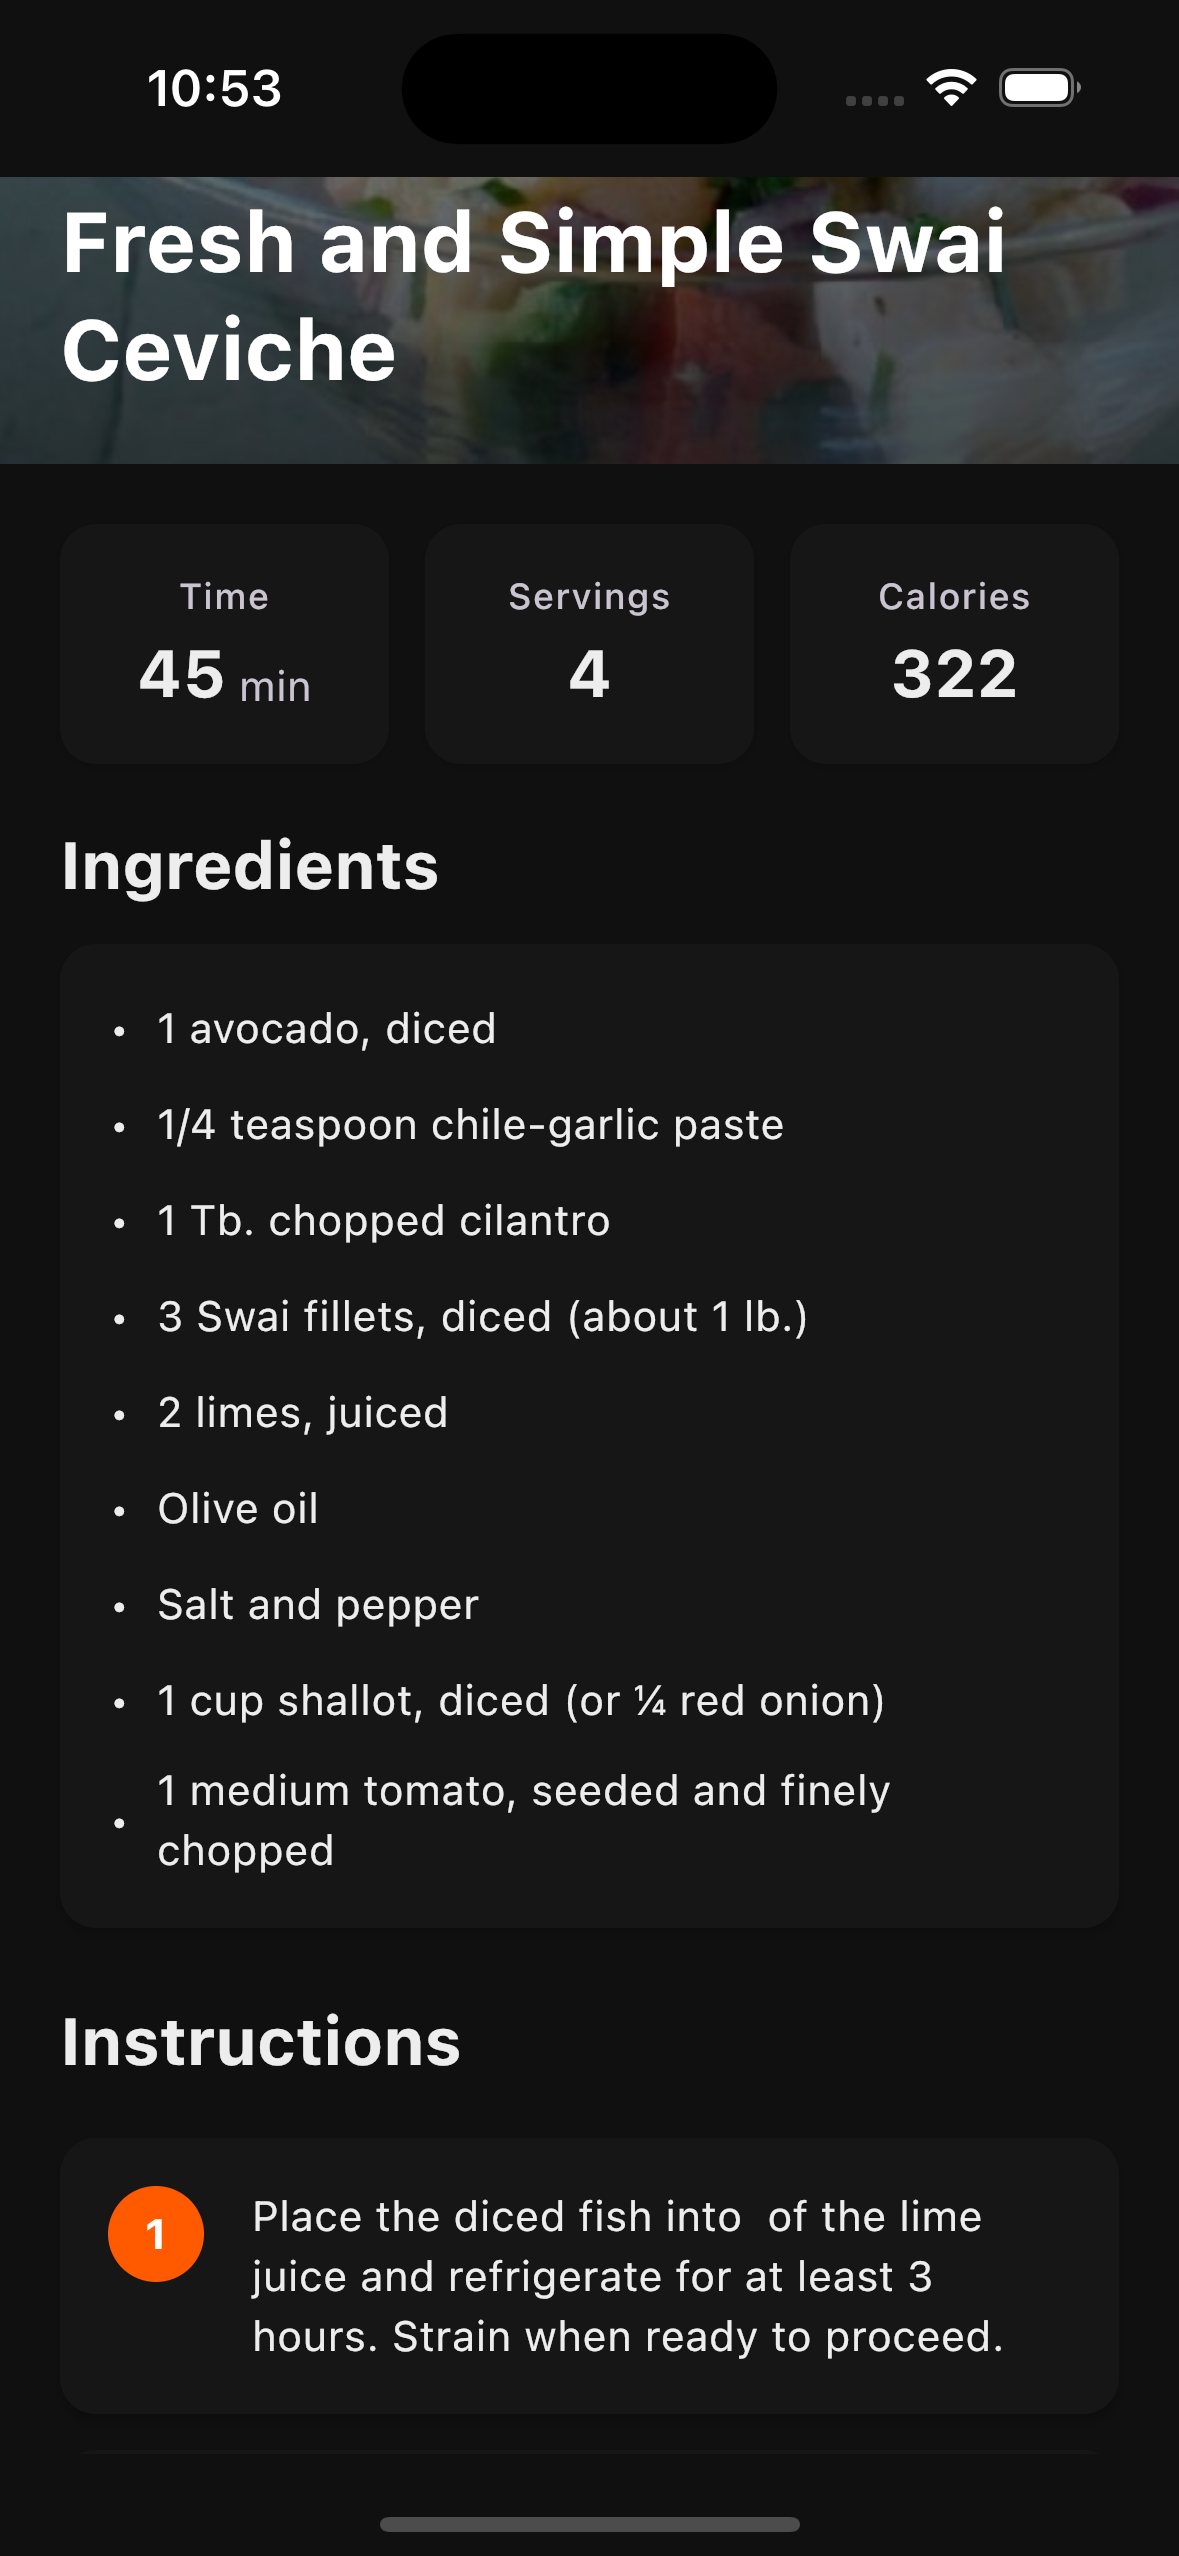 10:53
Fresh and Simple Swai
Ceviche
Time
45 min
Servings
4
Calories
322
Ingredients
• 1 avocado, diced
• 1/4 teaspoon chile-garlic paste
• 1 Tb. chopped cilantro
• 3 Swai fillets, diced (about 1 lb.)
• 2 limes, juiced
• Olive oil
• Salt and pepper
• 1 cup shallot, diced (or ¼ red onion)
• 1 medium tomato, seeded and finely
chopped
Instructions
1
Place the diced fish into  of the lime
juice and refrigerate for at least 3
hours. Strain when ready to proceed.